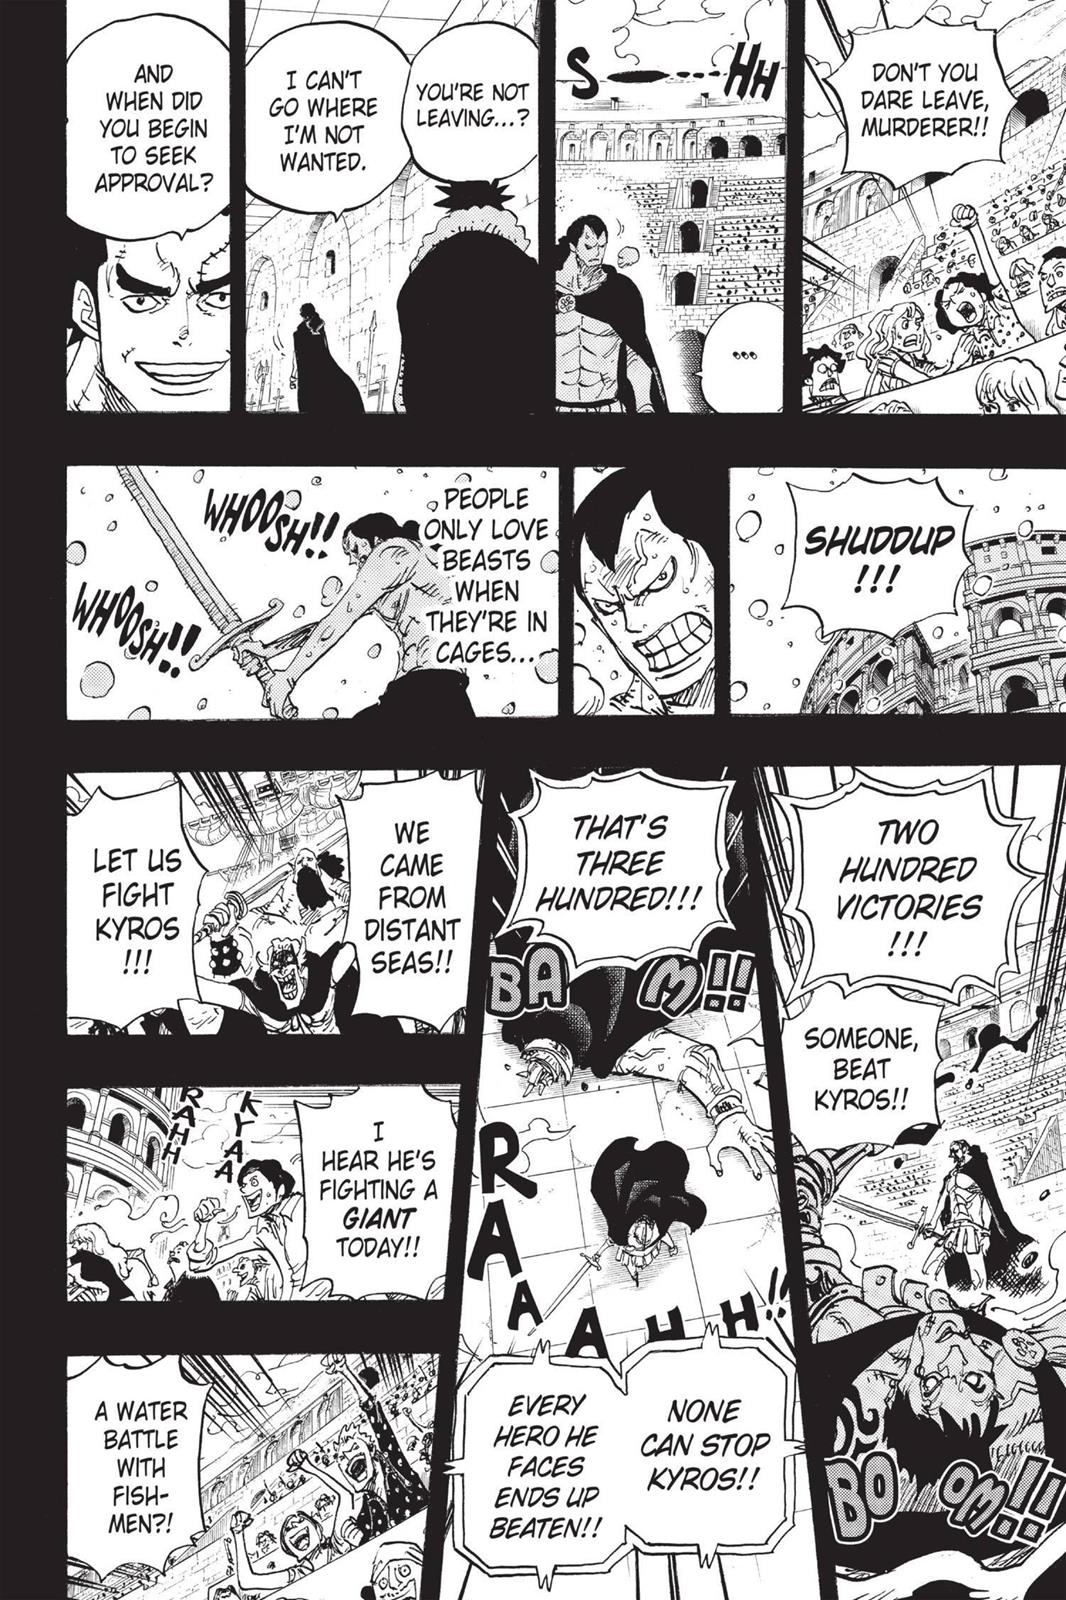 DON'T YOU
DARE LEAVE,
MURDERER!!
S HH
...
YOU'RE NOT
LEAVING...?
I CAN'T
GO WHERE
I'M NOT
WANTED.
AND
WHEN DID
YOU BEGIN
TO SEEK
APPROVAL?
SHUDDUP
!!!
PEOPLE
ONLY LOVE
BEASTS
WHEN
THEY'RE IN
CAGES...
WHOOSH!!
WHOOSH!!
TWO
HUNDRED
VICTORIES
!!!
SOMEONE,
BEAT
KYROS!!
BOOM!!
THAT'S
THREE
HUNDRED!!!
BAM!!
RAAAAHHH!!
NONE
CAN STOP
KYROS!!
EVERY
HERO HE
FACES
ENDS UP
BEATEN!!
WE
CAME
FROM
DISTANT
SEAS!!
LET US
FIGHT
KYROS
!!!
I
HEAR HE'S
FIGHTING A
GIANT
TODAY!!
KYAA
RAHH
A WATER
BATTLE
WITH
FISH-
MEN?!